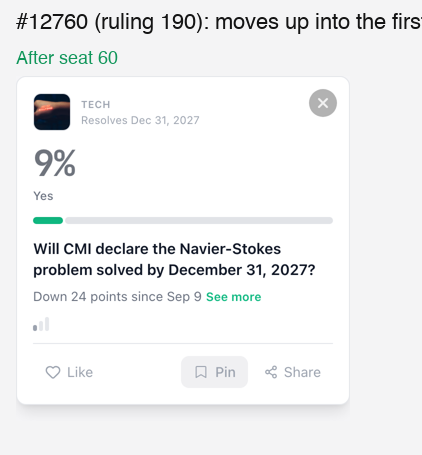 #12760 (ruling 190): moves up into the first
After seat 60
TECH
Resolves Dec 31, 2027
9%
Yes
Will CMI declare the Navier-Stokes
problem solved by December 31, 2027?
Down 24 points since Sep 9 See more
Like
Pin
Share